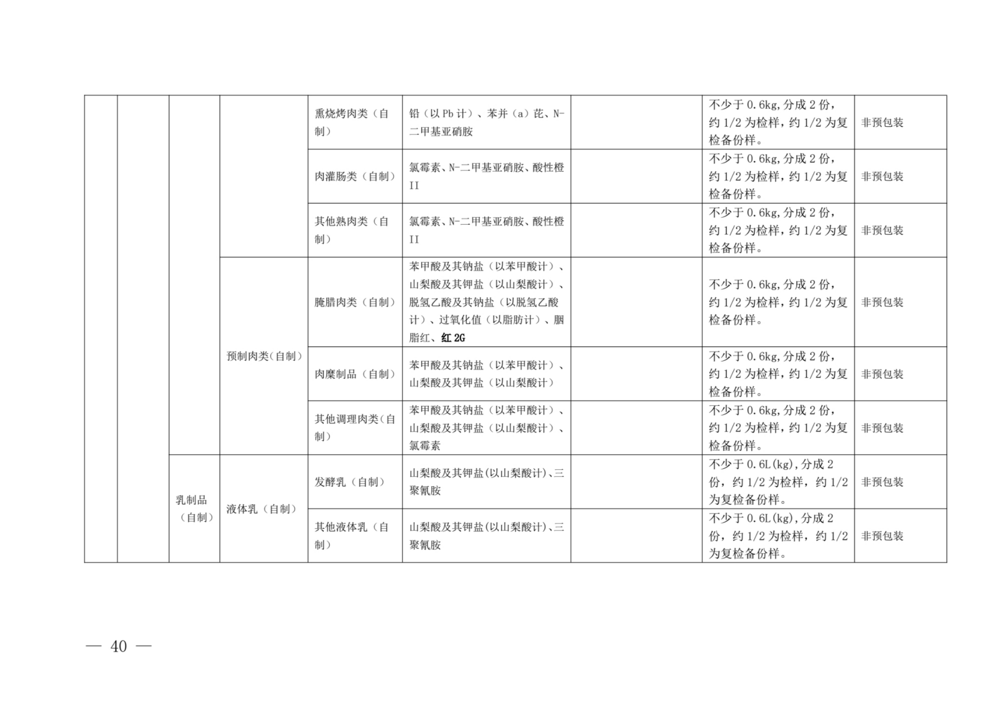 熏烧烤肉类（自
制）
铅（以 Pb 计）、苯并（a）芘、N-
二甲基亚硝胺
不少于 0.6kg,分成 2 份，
约 1/2 为检样，约 1/2 为复
检备份样。
非预包装
肉灌肠类（自制）
氯霉素、N-二甲基亚硝胺、酸性橙
II
不少于 0.6kg,分成 2 份，
约 1/2 为检样，约 1/2 为复
检备份样。
非预包装
其他熟肉类（自
制）
氯霉素、N-二甲基亚硝胺、酸性橙
II
不少于 0.6kg,分成 2 份，
约 1/2 为检样，约 1/2 为复
检备份样。
非预包装
预制肉类（自制）
腌腊肉类（自制）
苯甲酸及其钠盐（以苯甲酸计）、
山梨酸及其钾盐（以山梨酸计）、
脱氢乙酸及其钠盐（以脱氢乙酸
计）、过氧化值（以脂肪计）、胭
脂红、红 2G
不少于 0.6kg,分成 2 份，
约 1/2 为检样，约 1/2 为复
检备份样。
非预包装
肉糜制品（自制）
苯甲酸及其钠盐（以苯甲酸计）、
山梨酸及其钾盐（以山梨酸计）
不少于 0.6kg,分成 2 份，
约 1/2 为检样，约 1/2 为复
检备份样。
非预包装
其他调理肉类（自
制）
苯甲酸及其钠盐（以苯甲酸计）、
山梨酸及其钾盐（以山梨酸计）、
氯霉素
不少于 0.6kg,分成 2 份，
约 1/2 为检样，约 1/2 为复
检备份样。
非预包装
乳制品
（自制）
液体乳（自制）
发酵乳（自制）
山梨酸及其钾盐(以山梨酸计)、三
聚氰胺
不少于 0.6L(kg),分成 2
份，约 1/2 为检样，约 1/2
为复检备份样。
非预包装
其他液体乳（自
制）
山梨酸及其钾盐(以山梨酸计)、三
聚氰胺
不少于 0.6L(kg),分成 2
份，约 1/2 为检样，约 1/2
为复检备份样。
非预包装
— 40 —